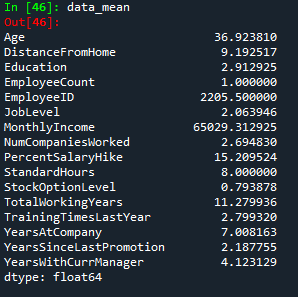 In [46]: data_mean
Out[46]:
Age 36.923810
DistanceFromHome 9.192517
Education 2.912925
EmployeeCount 1.000000
EmployeeID 2205.500000
JobLevel 2.063946
MonthlyIncome 65029.312925
NumCompaniesWorked 2.694830
PercentSalaryHike 15.209524
StandardHours 8.000000
StockOptionLevel 0.793878
TotalWorkingYears 11.279936
TrainingTimesLastYear 2.799320
YearsAtCompany 7.008163
YearsSinceLastPromotion 2.187755
YearsWithCurrManager 4.123129
dtype: float64